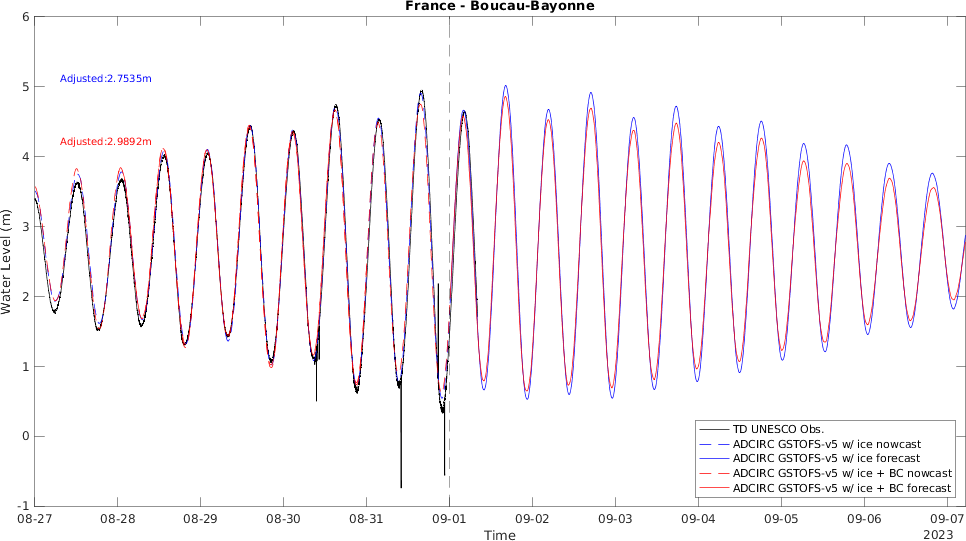 France - Boucau-Bayonne
6
5
4
3
2
1
0
-1
Water Level (m)
Adjusted:2.7535m
Adjusted:2.9892m
TD UNESCO Obs.
ADCIRC GSTOFS-v5 w/ ice nowcast
ADCIRC GSTOFS-v5 w/ ice forecast
ADCIRC GSTOFS-v5 w/ ice + BC nowcast
ADCIRC GSTOFS-v5 w/ ice + BC forecast
08-27 08-28 08-29 08-30 08-31 09-01 09-02 09-03 09-04 09-05 09-06 09-07
Time
2023